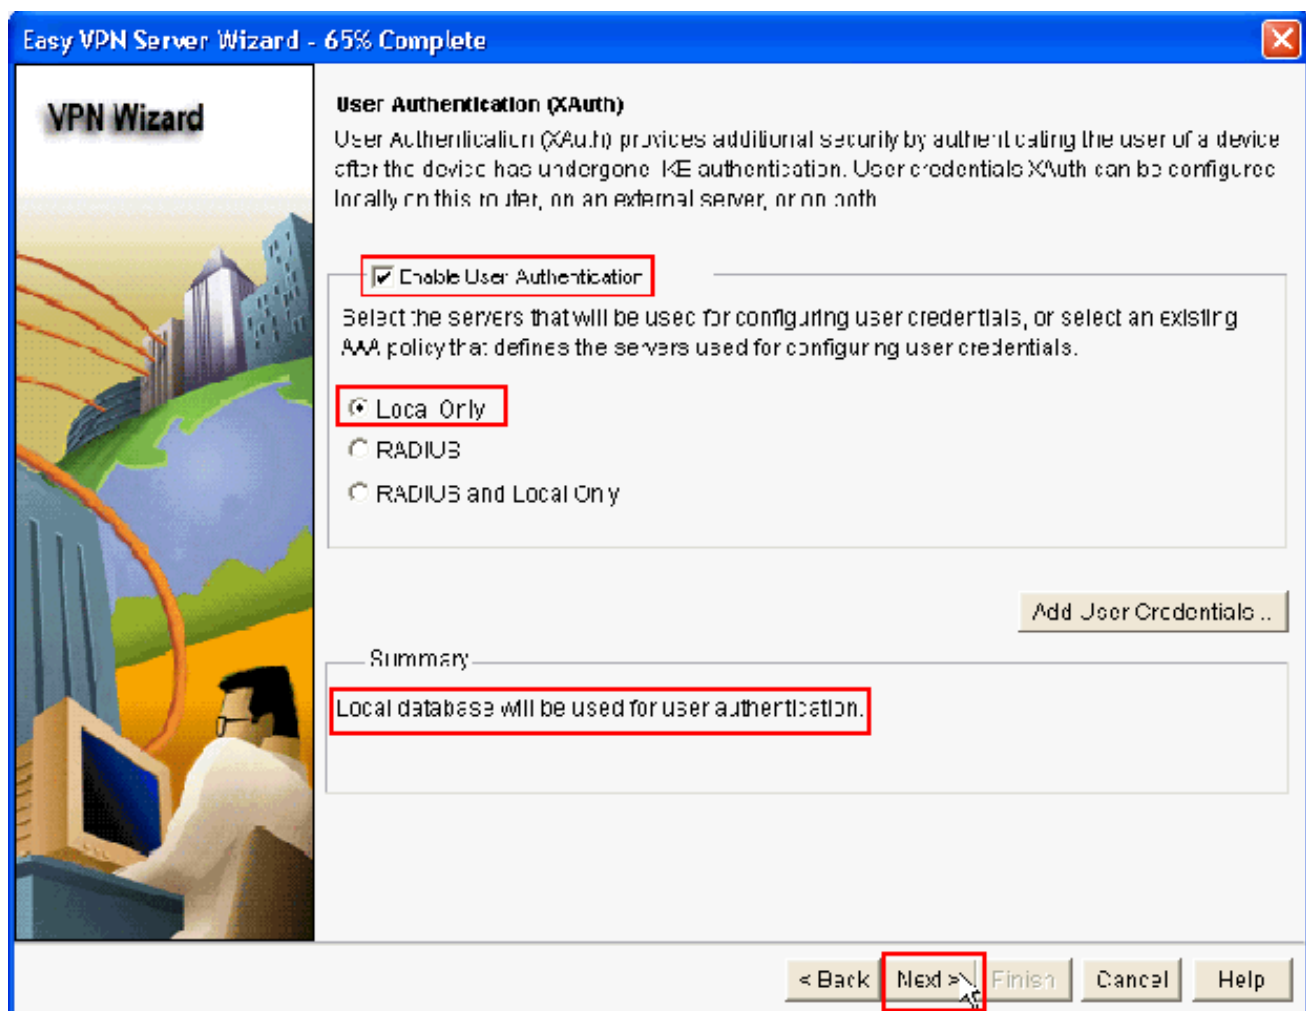 Easy VPN Server Wizard - 65% Complete
VPN Wizard
User Authentication (XAuth)
User Authentication (XAuth) provides additional security by authenticating the user of a device
after the device has undergone IKE authentication. User credentials XAuth can be configured
locally on this router, on an external server, or on both
Enable User Authentication
Select the servers that will be used for configuring user credentials, or select an existing
AAA policy that defines the servers used for configuring user credentials.
Local Only
RADIUS
RADIUS and Local Only
Add User Credentials...
Summary
Local database will be used for user authentication.
< Back Next > Finish Cancel Help